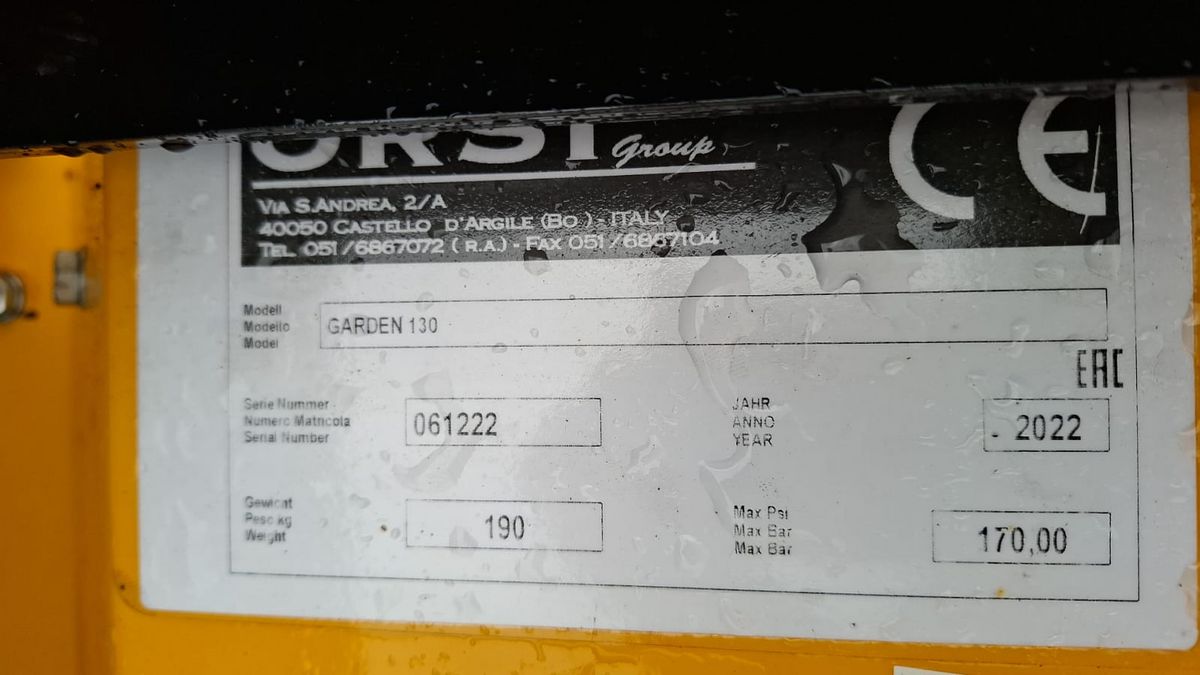 ORSI Group
CE
VIA S.ANDREA, 2/A
40050 CASTELLO D'ARGILE (BO) - ITALY
TEL. 051/6867072 (R.A.) - FAX 051/6867104
Modell
Modello
Model
GARDEN 130
EAC
Serie Nummer
Numero Matricola
Serial Number
061222
JAHR
ANNO
YEAR
2022
Gewicht
Peso kg
Weight
190
Max Psi
Max Bar
Max Bar
170,00